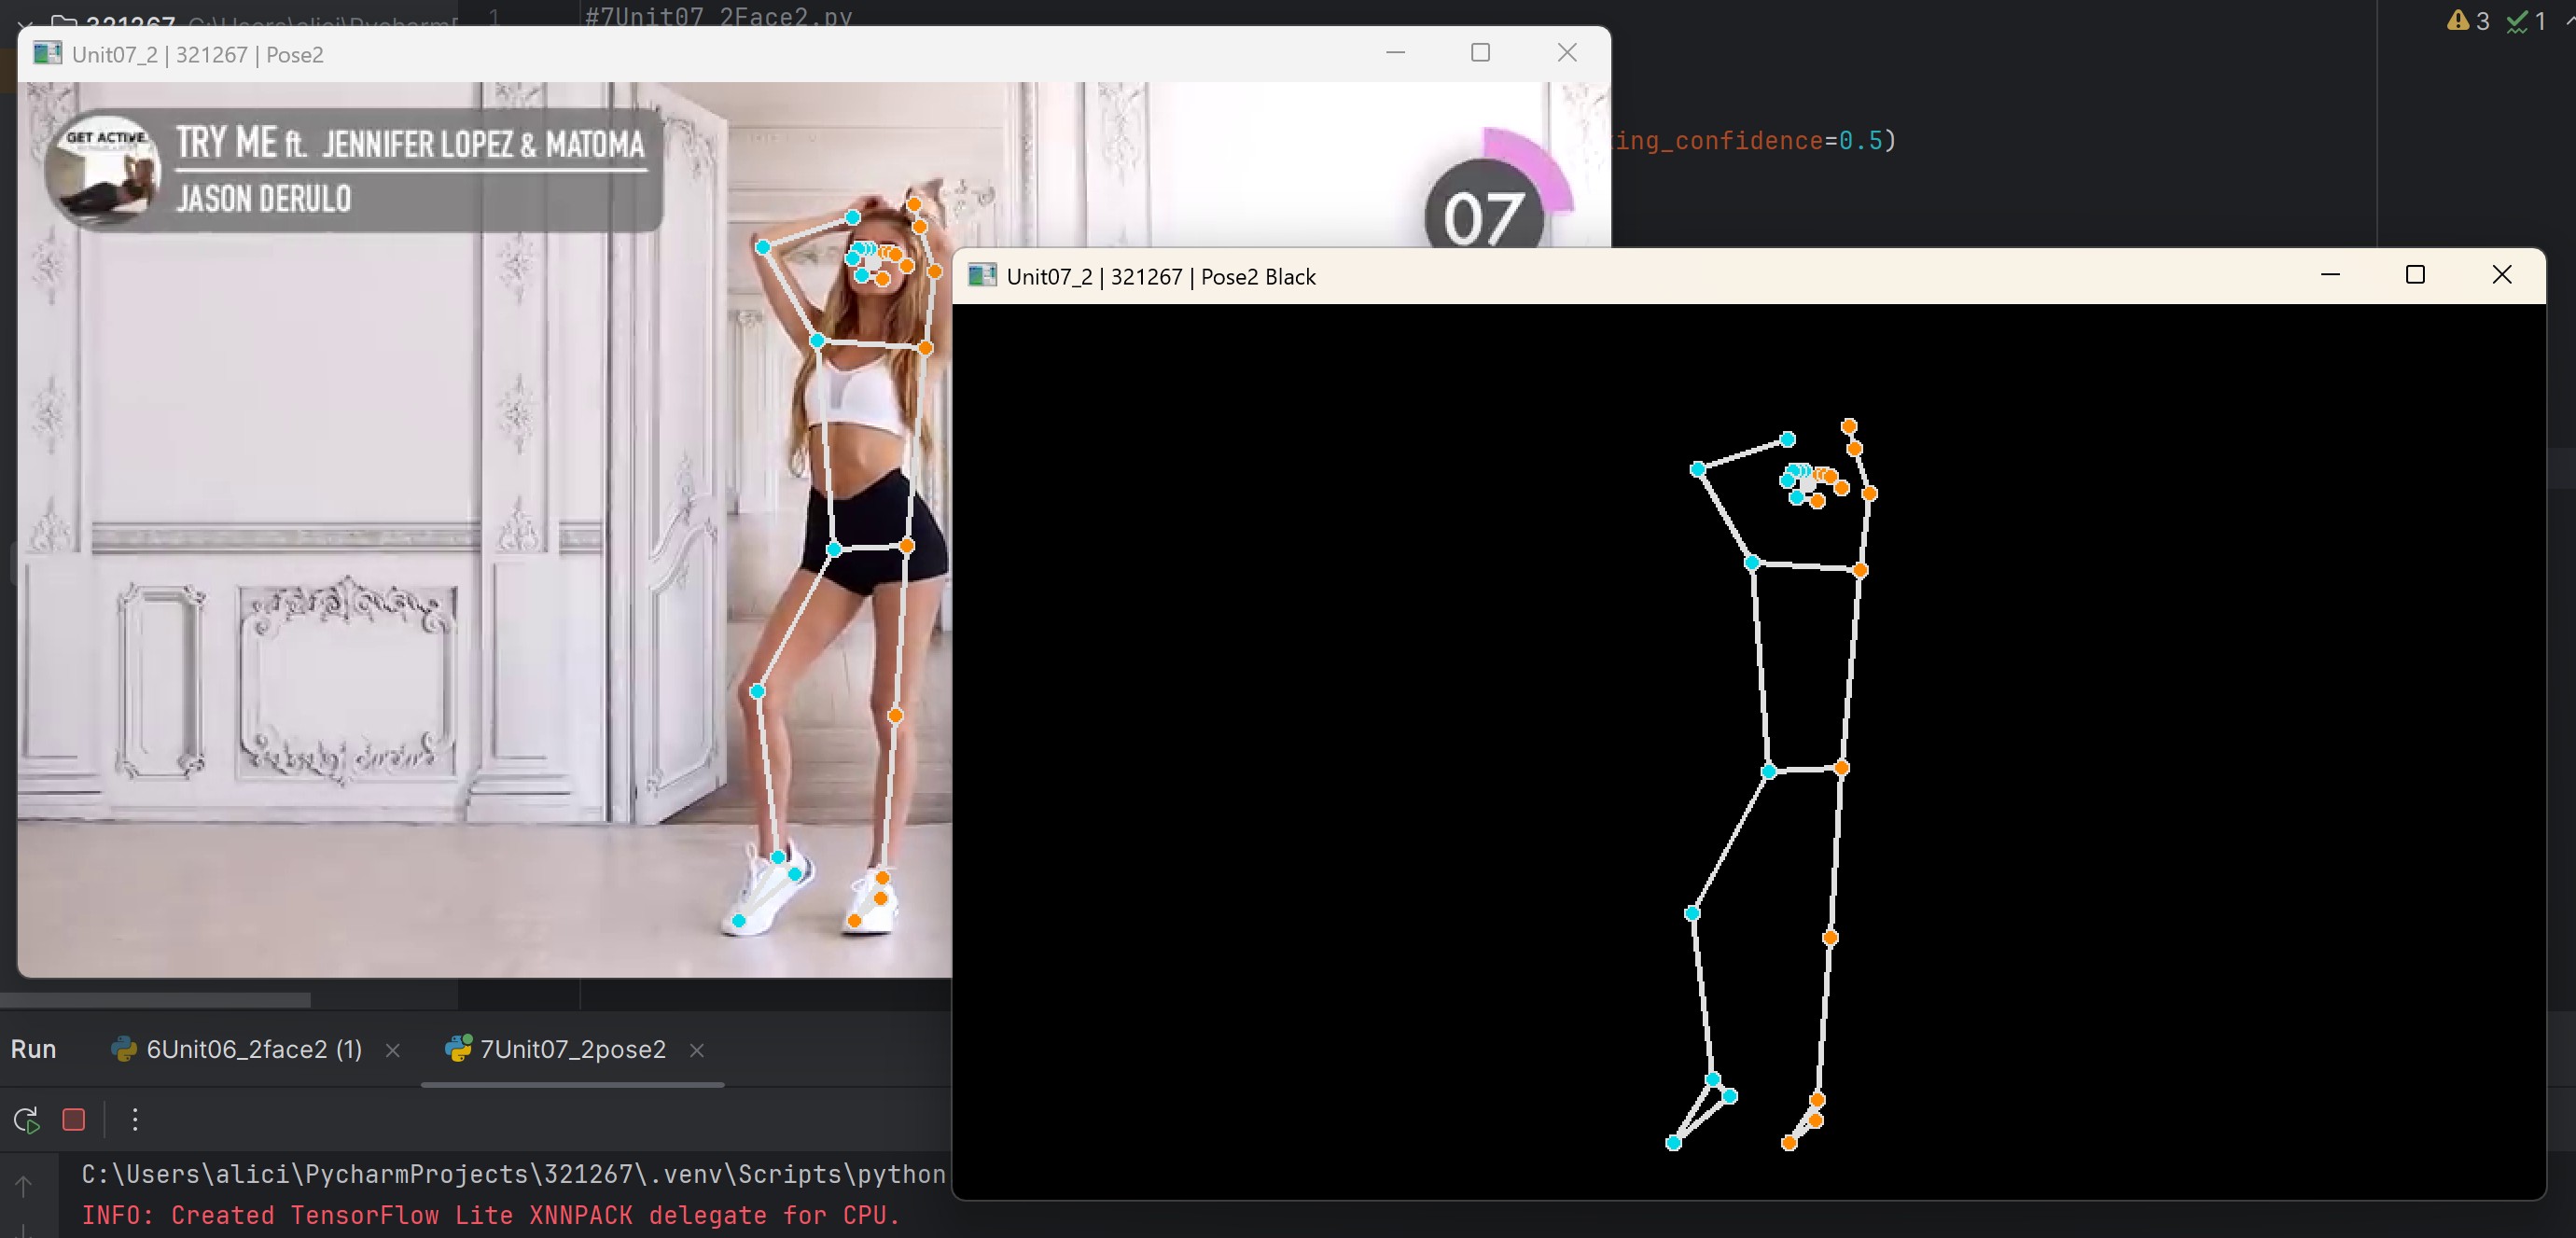 321267
1
#7Unit07_2Face2.py
3
1
Unit07_2 | 321267 | Pose2
GET ACTIVE
TRY ME ft. JENNIFER LOPEZ & MATOMA
JASON DERULO
07
ing_confidence=0.5)
Unit07_2 | 321267 | Pose2 Black
Run
6Unit06_2face2 (1)
7Unit07_2pose2
C:\Users\alici\PycharmProjects\321267\.venv\Scripts\python
INFO: Created TensorFlow Lite XNNPACK delegate for CPU.